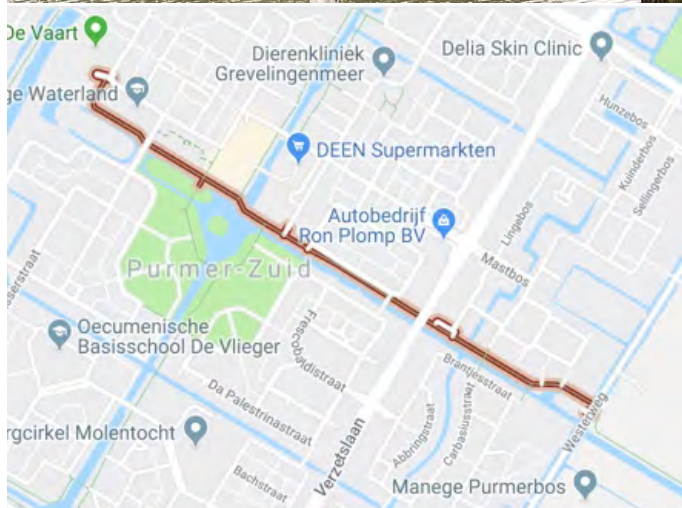 De Vaart
Dierenkliniek
Grevelingenmeer
Delia Skin Clinic
ge Waterland
Hunzebos
DEEN Supermarkten
Kuinderbos
Sellingerbos
Autobedrijf
Ron Plomp BV
Lingebos
Mastbos
Purmer-Zuid
sserstraat
Oecumenische
Basisschool De Vlieger
Frescobaldistraat
Brantjesstraat
Westerweg
Da Palestrinastraat
Abbringstraat
Carbasiusstraat
rgcirkel Molentocht
Verzetslaan
Bachstraat
Manege Purmerbos